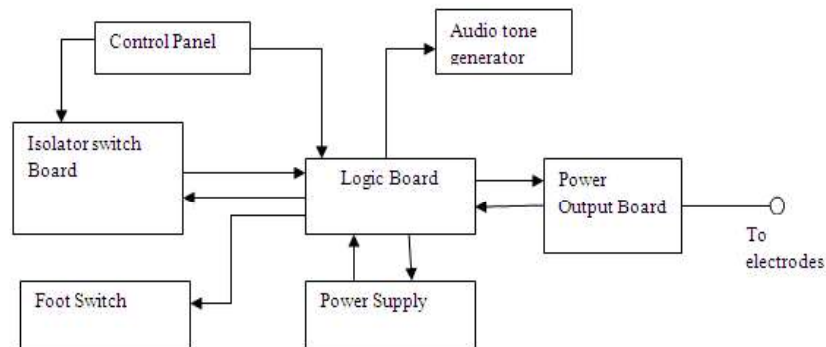 Control Panel
Audio tone
generator
Isolator switch
Board
Logic Board
Power
Output Board
To
electrodes
Foot Switch
Power Supply